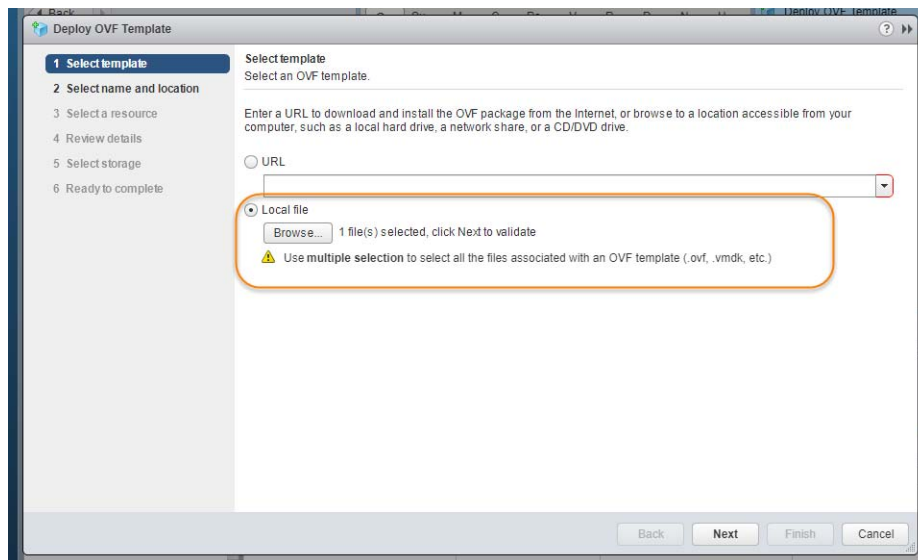 Back
Deploy OVF Template
Deploy OVF Template
1 Select template
2 Select name and location
3 Select a resource
4 Review details
5 Select storage
6 Ready to complete
Select template
Select an OVF template.
Enter a URL to download and install the OVF package from the Internet, or browse to a location accessible from your
computer, such as a local hard drive, a network share, or a CD/DVD drive.
URL
Local file
Browse... 1 file(s) selected, click Next to validate
Use multiple selection to select all the files associated with an OVF template (.ovf, .vmdk, etc.)
Back Next Finish Cancel